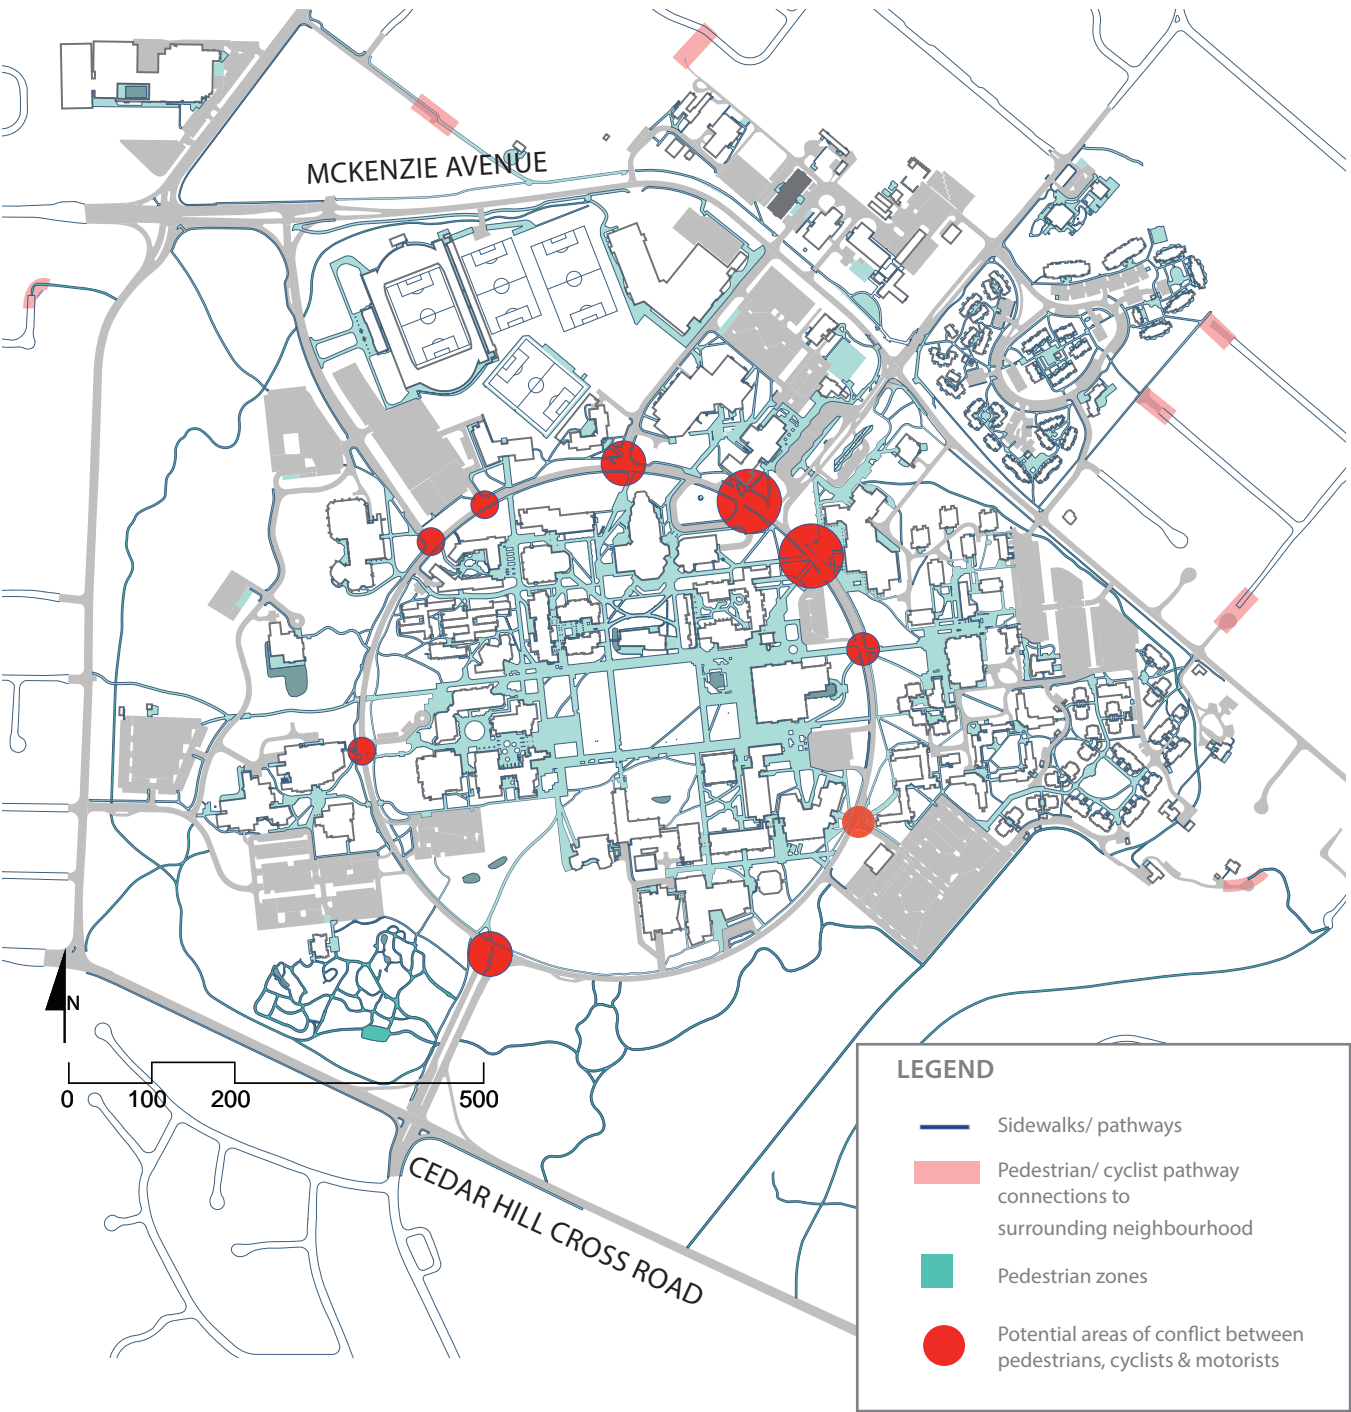 MCKENZIE AVENUE
N
0 100 200 500
CEDAR HILL CROSS ROAD
LEGEND
Sidewalks/ pathways
Pedestrian/ cyclist pathway
connections to
surrounding neighbourhood
Pedestrian zones
Potential areas of conflict between
pedestrians, cyclists & motorists